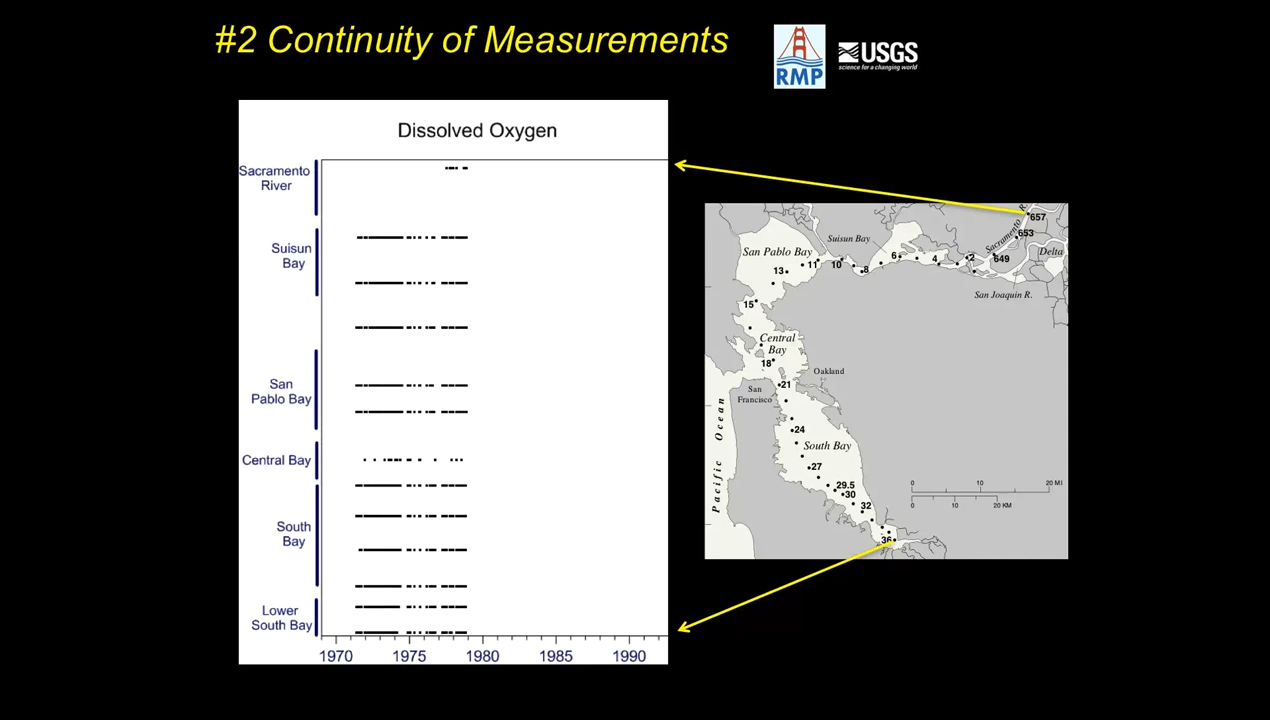 #2 Continuity of Measurements
RMP
USGS
science for a changing world
Dissolved Oxygen
Sacramento
River
Suisun
Bay
San
Pablo Bay
Central Bay
South
Bay
Lower
South Bay
1970 1975 1980 1985 1990
657
653
Sacramento R.
649
Delta
San Joaquin R.
Suisun Bay
San Pablo Bay
2
4
6
8
10
11
13
15
Central
Bay
18
Oakland
21
San
Francisco
Pacific Ocean
24
South Bay
27
29.5
30
32
36
0 10 20 MI
0 10 20 KM